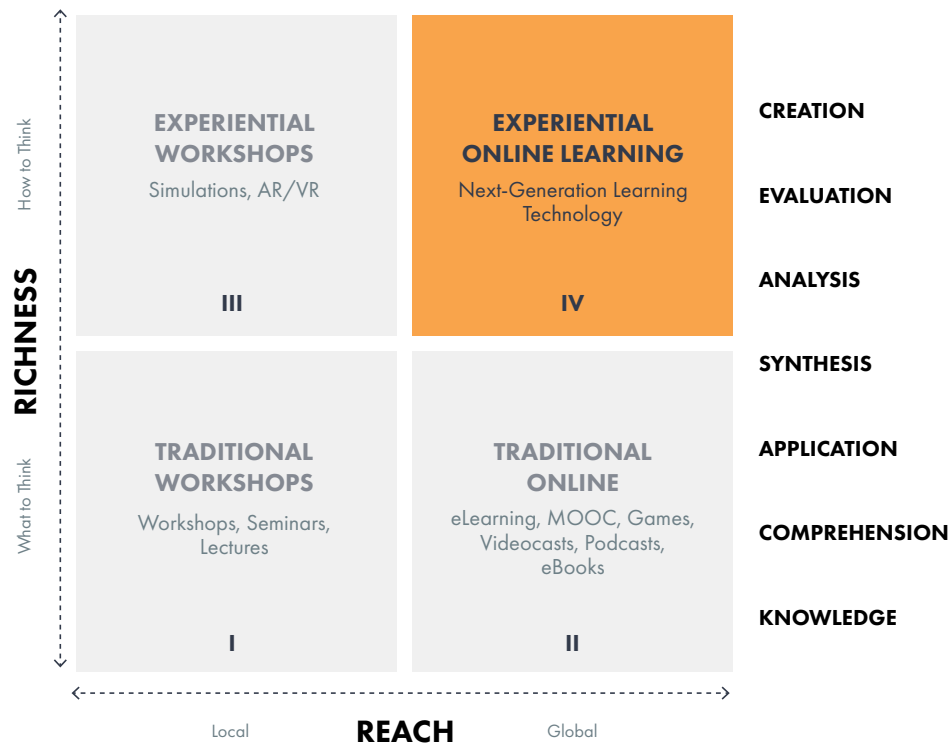 EXPERIENTIAL
WORKSHOPS
Simulations, AR/VR
III
EXPERIENTIAL
ONLINE LEARNING
Next-Generation Learning
Technology
IV
TRADITIONAL
WORKSHOPS
Workshops, Seminars,
Lectures
I
TRADITIONAL
ONLINE
eLearning, MOOC, Games,
Videocasts, Podcasts,
eBooks
II
How to Think
RICHNESS
What to Think
Local
REACH
Global
CREATION
EVALUATION
ANALYSIS
SYNTHESIS
APPLICATION
COMPREHENSION
KNOWLEDGE